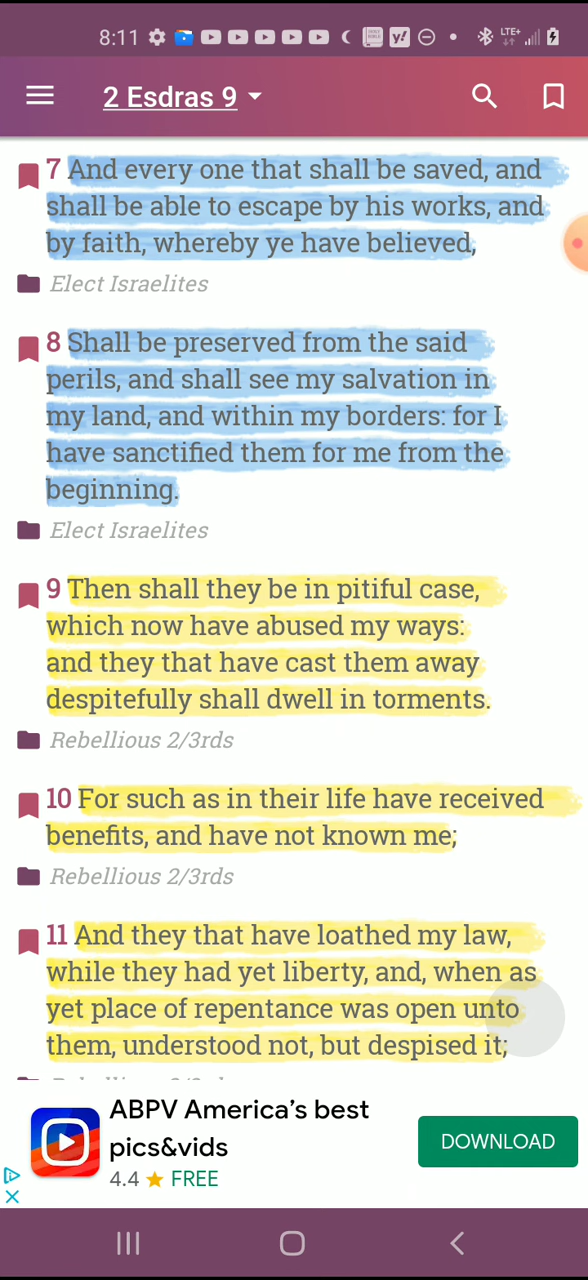 8:11
LTE+
2 Esdras 9
7 And every one that shall be saved, and
shall be able to escape by his works, and
by faith, whereby ye have believed,
Elect Israelites
8 Shall be preserved from the said
perils, and shall see my salvation in
my land, and within my borders: for I
have sanctified them for me from the
beginning.
Elect Israelites
9 Then shall they be in pitiful case,
which now have abused my ways:
and they that have cast them away
despitefully shall dwell in torments.
Rebellious 2/3rds
10 For such as in their life have received
benefits, and have not known me;
Rebellious 2/3rds
11 And they that have loathed my law,
while they had yet liberty, and, when as
yet place of repentance was open unto
them, understood not, but despised it;
ABPV America's best
pics&vids
4.4 ★ FREE
DOWNLOAD